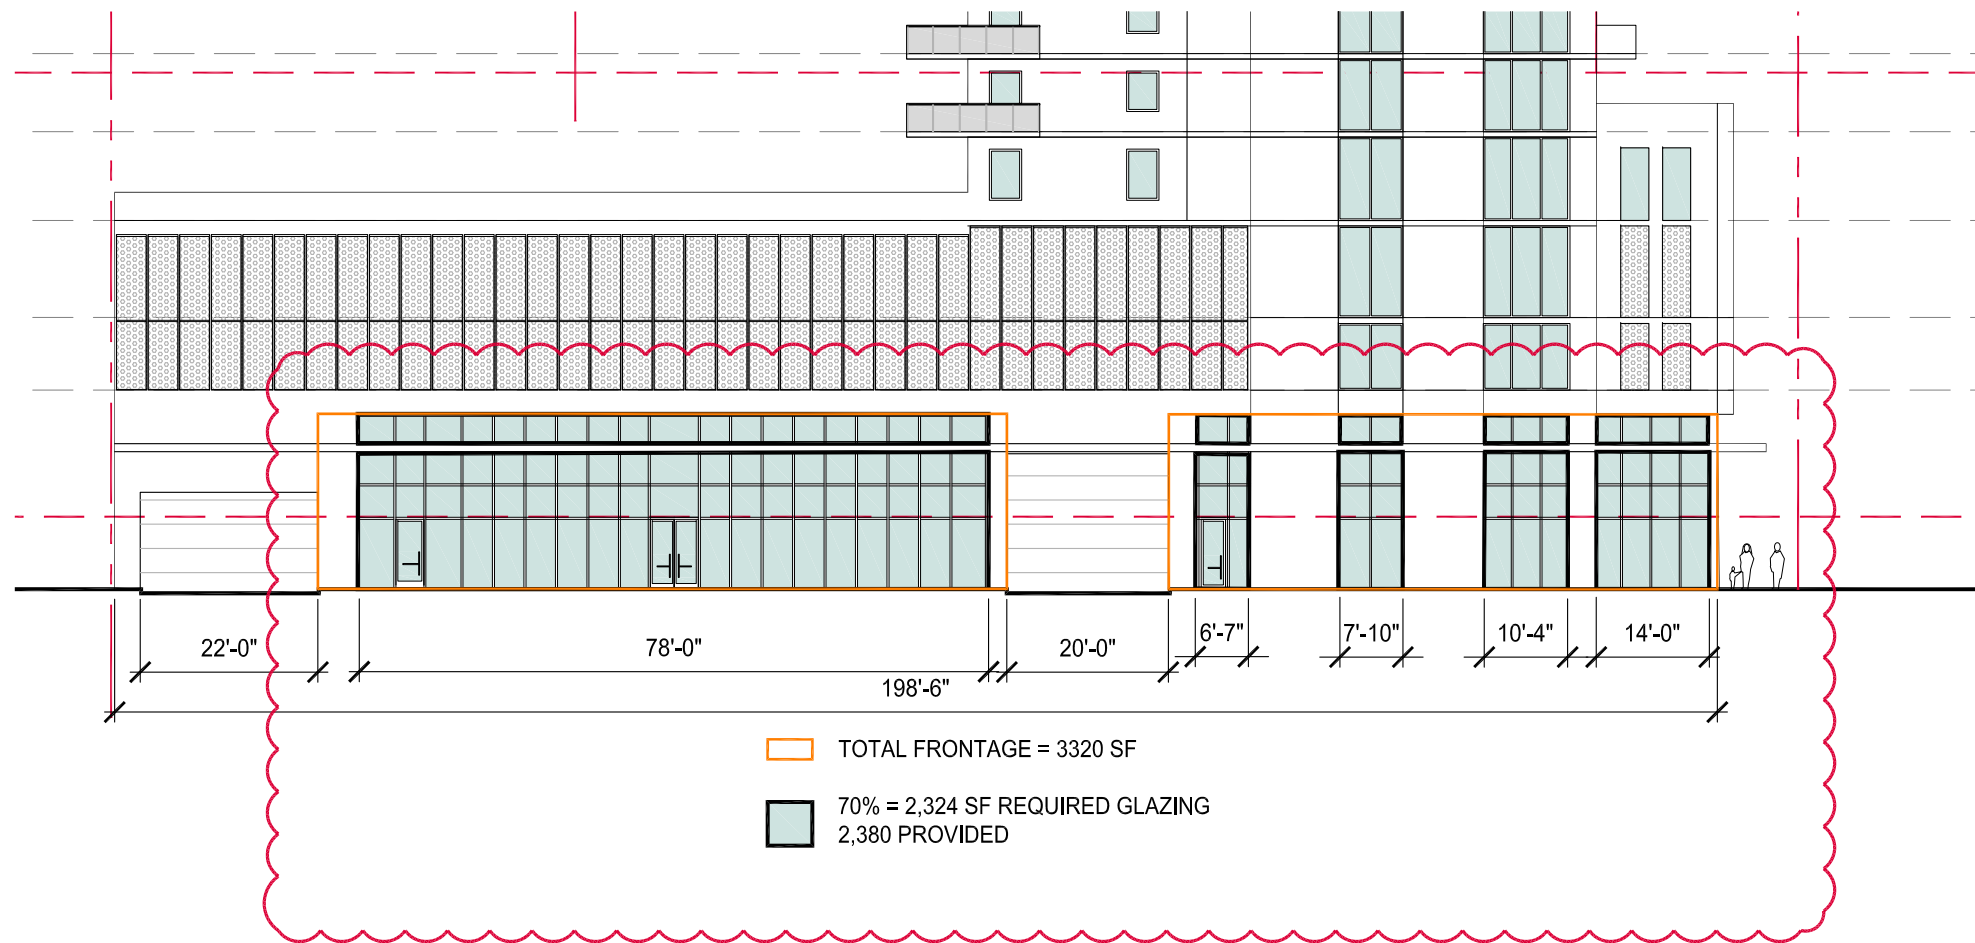 22'-0"
78'-0"
20'-0"
6'-7"
7'-10"
10'-4"
14'-0"
198'-6"
TOTAL FRONTAGE = 3320 SF
70% = 2,324 SF REQUIRED GLAZING
2,380 PROVIDED